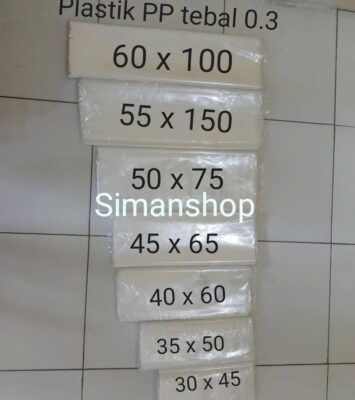 Plastik PP tebal 0.3
60 x 100
55 x 150
50 x 75
Simanshop
45 x 65
40 x 60
35 x 50
30 x 45